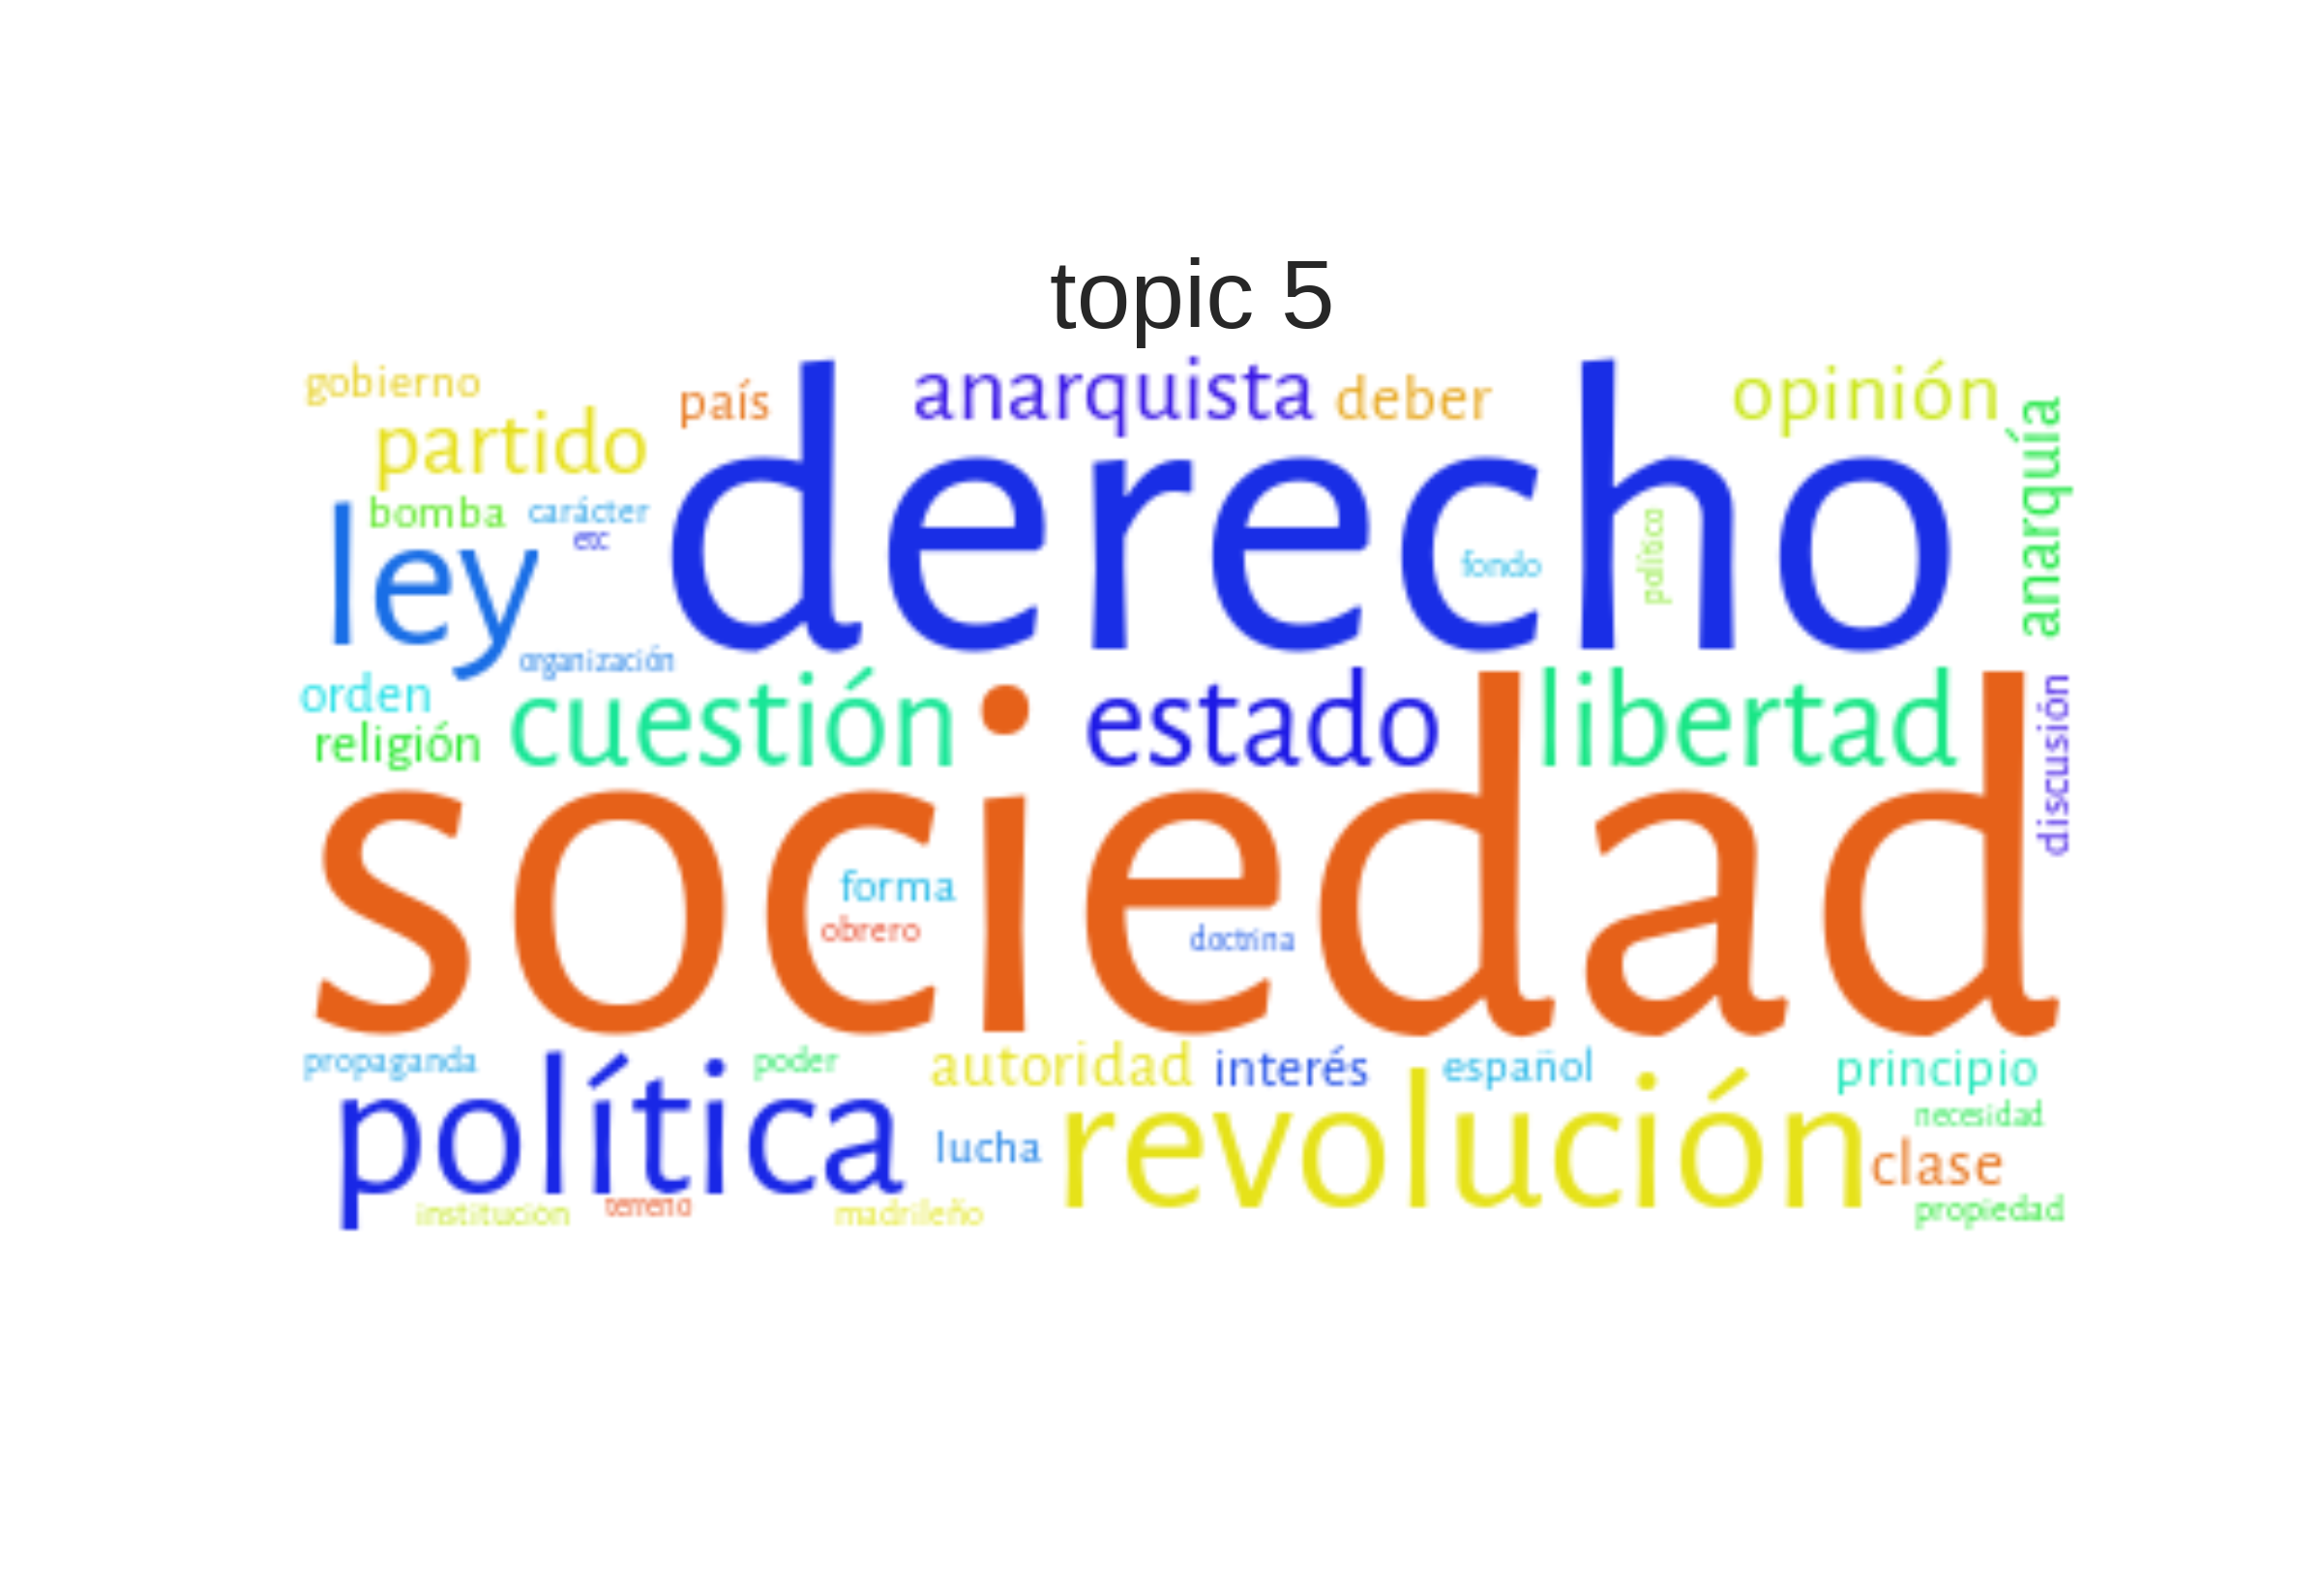 topic 5
gobierno
país
anarquista
deber
opinión
partido
anarquía
bomba
carácter
etc
derecho
ley
fondo
político
organización
orden
cuestión
estado
libertad
religión
discusión
sociedad
forma
obrero
doctrina
propaganda
poder
autoridad
interés
español
principio
política
lucha
revolución
necesidad
clase
institución
terreno
madrileño
propiedad